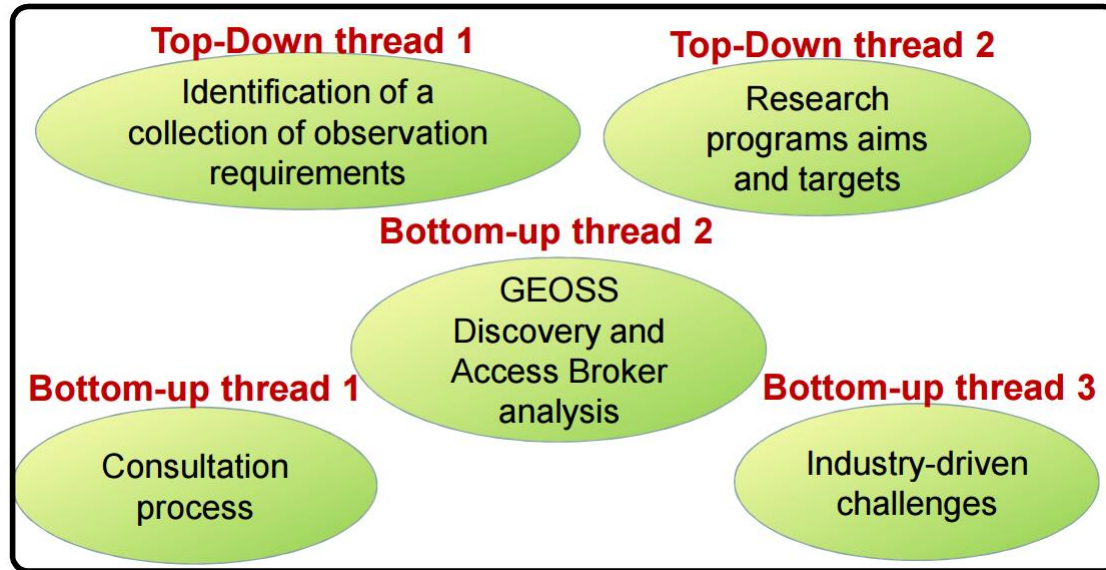 Top-Down thread 1
Identification of a
collection of observation
requirements
Top-Down thread 2
Research
programs aims
and targets
Bottom-up thread 2
GEOSS
Discovery and
Access Broker
analysis
Bottom-up thread 1
Consultation
process
Bottom-up thread 3
Industry-driven
challenges